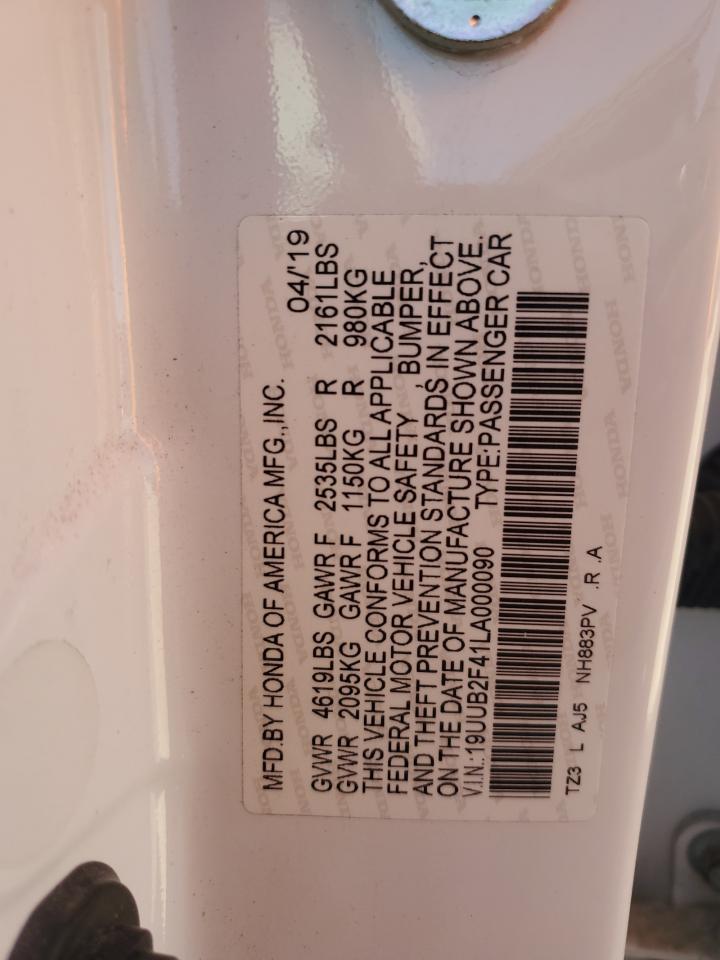 MFD.BY HONDA OF AMERICA MFG.,INC. 04/'19
GVWR 4619LBS GAWR F 2535LBS R 2161LBS
GVWR 2095KG GAWR F 1150KG R 980KG
THIS VEHICLE CONFORMS TO ALL APPLICABLE
FEDERAL MOTOR VEHICLE SAFETY, BUMPER,
AND THEFT PREVENTION STANDARDS IN EFFECT
ON THE DATE OF MANUFACTURE SHOWN ABOVE.
V.I.N.:19UUB2F41LA000090 TYPE:PASSENGER CAR
TZ3 L AJ5 NH883PV .R .A